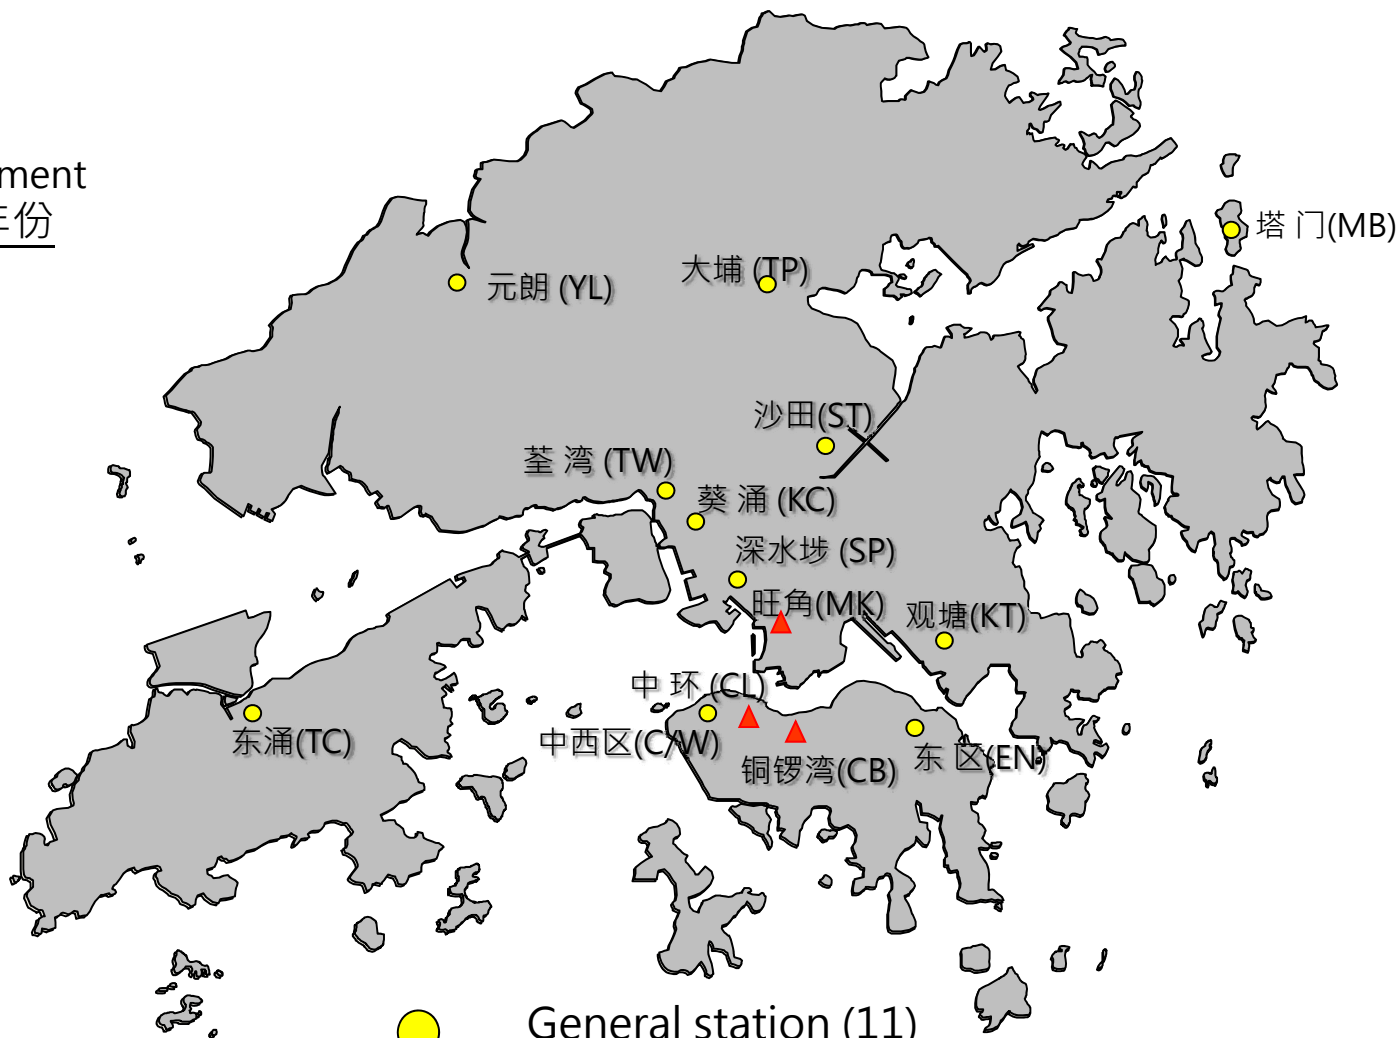 ment
年份
塔 门(MB)
元朗 (YL)
大埔 (TP)
沙田(ST)
荃 湾 (TW)
葵 涌 (KC)
深水埗 (SP)
旺角(MK)
观塘(KT)
中 环 (CL)
东涌(TC)
中西区(C/W)
铜锣湾(CB)
东 区(EN)
General station (11)